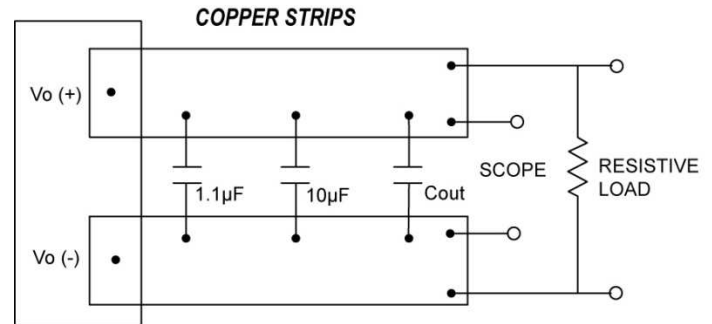 COPPER STRIPS
Vo (+)
SCOPE
RESISTIVE
LOAD
1.1µF
10µF
Cout
Vo (-)